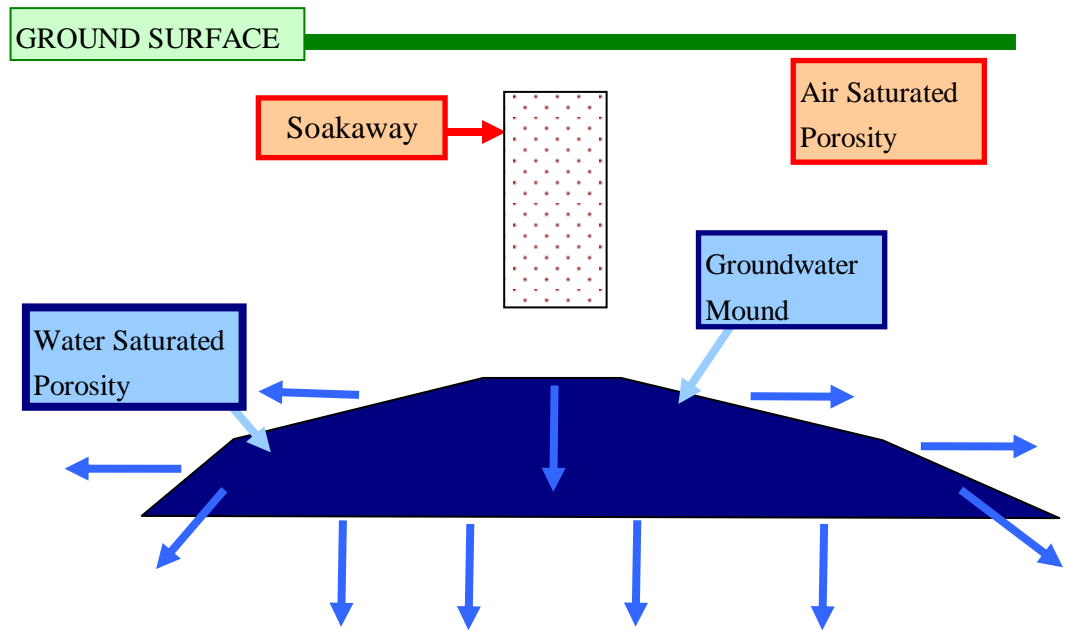 GROUND SURFACE
Air Saturated
Porosity
Soakaway
Groundwater
Mound
Water Saturated
Porosity